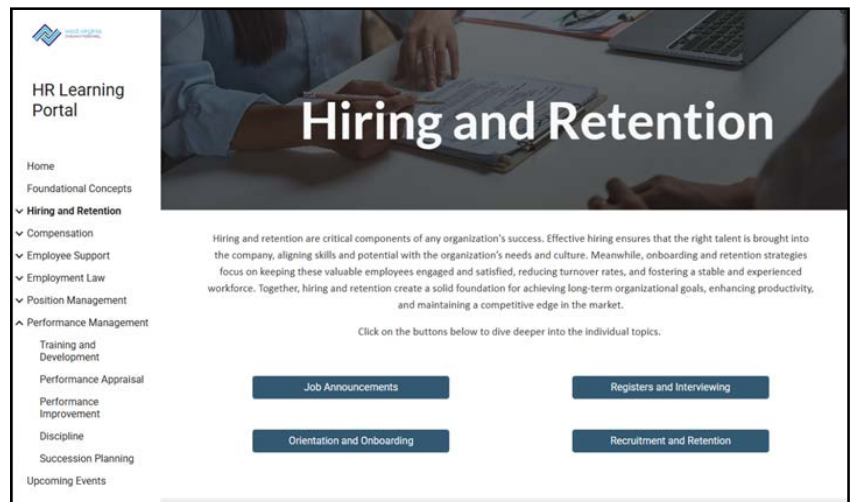 west virginia
HR Learning
Portal
Home
Foundational Concepts
Hiring and Retention
Compensation
Employee Support
Employment Law
Position Management
Performance Management
Training and
Development
Performance Appraisal
Performance
Improvement
Discipline
Succession Planning
Upcoming Events
Hiring and Retention
Hiring and retention are critical components of any organization's success. Effective hiring ensures that the right talent is brought into
the company, aligning skills and potential with the organization's needs and culture. Meanwhile, onboarding and retention strategies
focus on keeping these valuable employees engaged and satisfied, reducing turnover rates, and fostering a stable and experienced
workforce. Together, hiring and retention create a solid foundation for achieving long-term organizational goals, enhancing productivity,
and maintaining a competitive edge in the market.
Click on the buttons below to dive deeper into the individual topics.
Job Announcements
Registers and Interviewing
Orientation and Onboarding
Recruitment and Retention